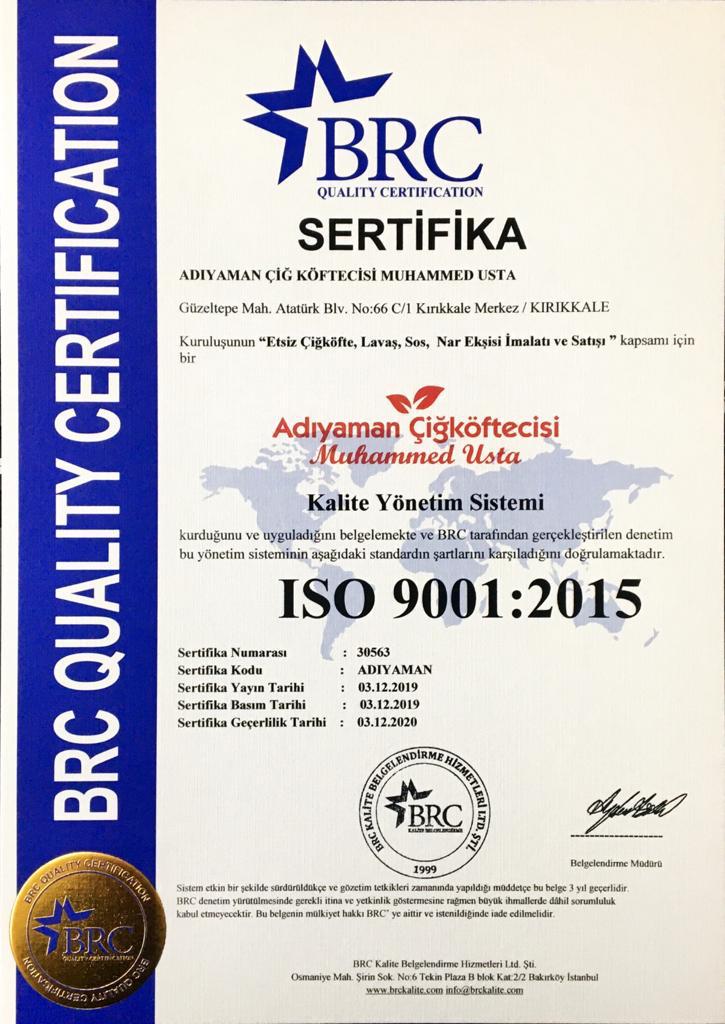 BRC QUALITY CERTIFICATION
BRC
QUALITY CERTIFICATION
SERTİFİKA
ADIYAMAN ÇİĞ KÖFTECİSİ MUHAMMED USTA
Güzeltepe Mah. Atatürk Blv. No:66 C/1 Kırıkkale Merkez / KIRIKKALE
Kuruluşunun “Etsiz Çiğköfte, Lavaş, Sos, Nar Ekşisi İmalatı ve Satışı ” kapsamı için
bir
Adıyaman Çiğköftecisi
Muhammed Usta
Kalite Yönetim Sistemi
kurduğunu ve uyguladığını belgelemekte ve BRC tarafından gerçekleştirilen denetim
bu yönetim sisteminin aşağıdaki standardın şartlarını karşıladığını doğrulamaktadır.
ISO 9001:2015
Sertifika Numarası : 30563
Sertifika Kodu : ADIYAMAN
Sertifika Yayın Tarihi : 03.12.2019
Sertifika Basım Tarihi : 03.12.2019
Sertifika Geçerlilik Tarihi : 03.12.2020
BRC KALİTE BELGELENDİRME HİZMETLERİ LTD. ŞTİ.
BRC
KALİTE BELGELENDİRME
1999
Belgelendirme Müdürü
BRC QUALITY CERTIFICATION
BRC
QUALITY CERTIFICATION
BRC QUALITY CERTIFICATION
Sistem etkin bir şekilde sürdürüldükçe ve gözetim tetkikleri zamanında yapıldığı müddetçe bu belge 3 yıl geçerlidir.
BRC denetim yürütülmesinde gerekli itina ve yetkinlik göstermesine rağmen büyük ihmallerde dâhil sorumluluk
kabul etmeyecektir. Bu belgenin mülkiyet hakkı BRC’ ye aittir ve istenildiğinde iade edilmelidir.
BRC Kalite Belgelendirme Hizmetleri Ltd. Şti.
Osmaniye Mah. Şirin Sok. No:6 Tekin Plaza B blok Kat:2/2 Bakırköy İstanbul
www.brckalite.com info@brckalite.com